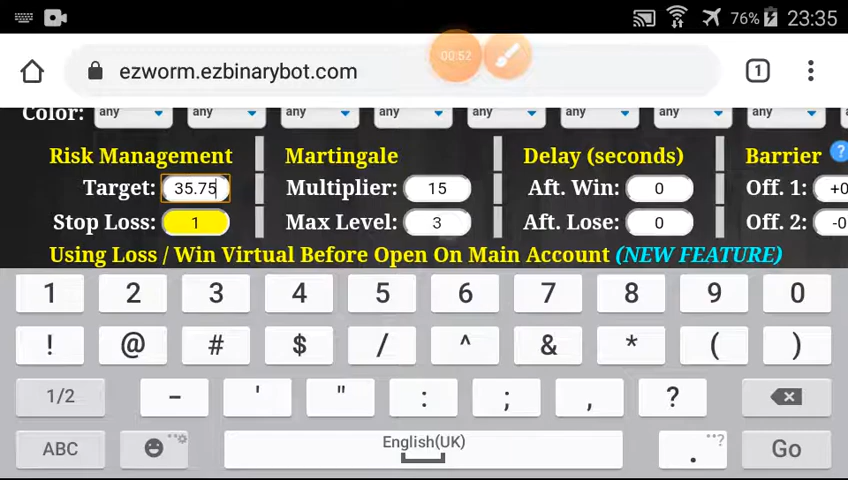 76% 23:35
ezworm.ezbinarybot.com 00:52 1
Color: any any any any any any any any
Risk Management Martingale Delay (seconds) Barrier ?
Target: 35.75 Multiplier: 15 Aft. Win: 0 Off. 1: +0
Stop Loss: 1 Max Level: 3 Aft. Lose: 0 Off. 2: -0
Using Loss / Win Virtual Before Open On Main Account (NEW FEATURE)
1 2 3 4 5 6 7 8 9 0
! @ # $ / ^ & * ( )
1/2 - ' " : ; , ?
ABC English(UK) . ,,? Go